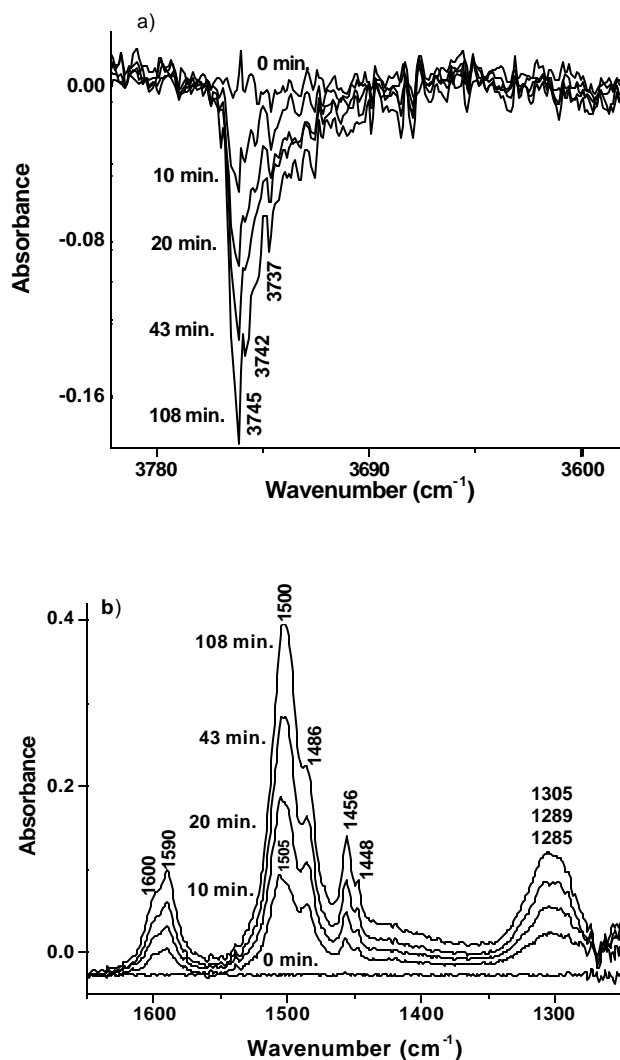 a)
0 min.
0.00
10 min.
-0.08
20 min.
3737
43 min.
3742
3745
108 min.
-0.16
Absorbance
3780 3690 3600
Wavenumber (cm-1)
b)
0.4
1500
108 min.
43 min.
1486
0.2
20 min.
1456
1305
1289
1285
1600
1590
1505
1448
10 min.
0 min.
0.0
Absorbance
1600 1500 1400 1300
Wavenumber (cm-1)